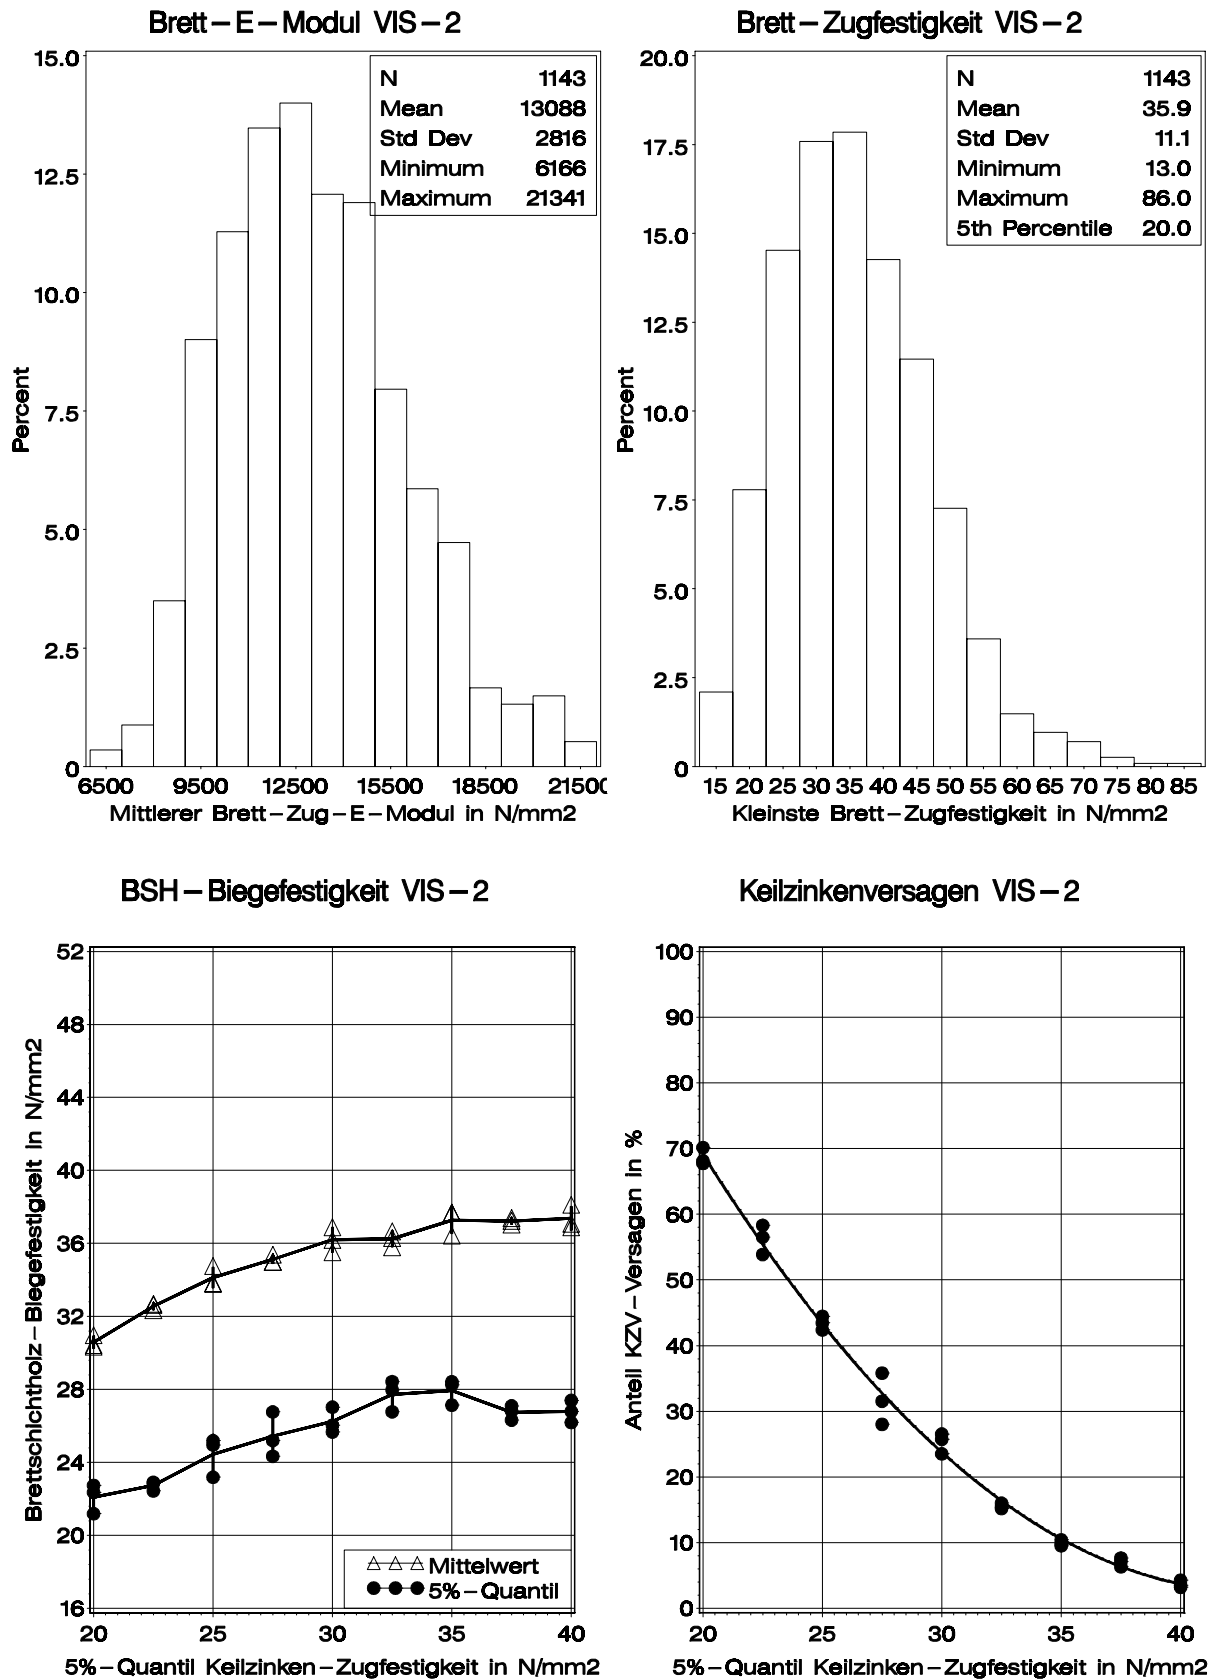 Brett-E-Modul VIS-2
15.0
12.5
10.0
7.5
5.0
2.5
0
Percent
N 1143
Mean 13088
Std Dev 2816
Minimum 6166
Maximum 21341
6500 9500 12500 15500 18500 2150
Mittlerer Brett-Zug-E-Modul in N/mm2
Brett-Zugfestigkeit VIS-2
20.0
17.5
15.0
12.5
10.0
7.5
5.0
2.5
0
Percent
N 1143
Mean 35.9
Std Dev 11.1
Minimum 13.0
Maximum 86.0
5th Percentile 20.0
15 20 25 30 35 40 45 50 55 60 65 70 75 80 85
Kleinste Brett-Zugfestigkeit in N/mm2
BSH-Biegefestigkeit VIS-2
52
48
44
40
36
32
28
24
20
16
Brettschichtholz-Biegefestigkeit in N/mm2
Mittelwert
5%-Quantil
20 25 30 35 40
5%-Quantil Keilzinken-Zugfestigkeit in N/mm2
Keilzinkenversagen VIS-2
100
90
80
70
60
50
40
30
20
10
0
Anteil KZV-Versagen in %
20 25 30 35 40
5%-Quantil Keilzinken-Zugfestigkeit in N/mm2